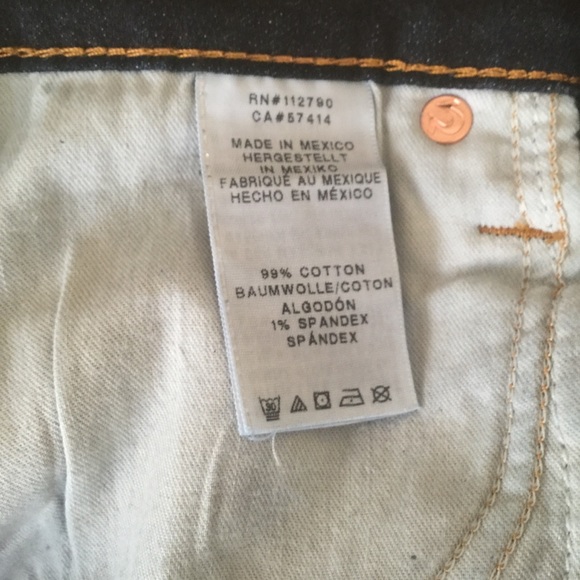 RN#112790
CA#57414
MADE IN MEXICO
HERGESTELLT
IN MEXIKO
FABRIQUÉ AU MEXIQUE
HECHO EN MÉXICO
99% COTTON
BAUMWOLLE/COTON
ALGODÓN
1% SPANDEX
SPÁNDEX
30